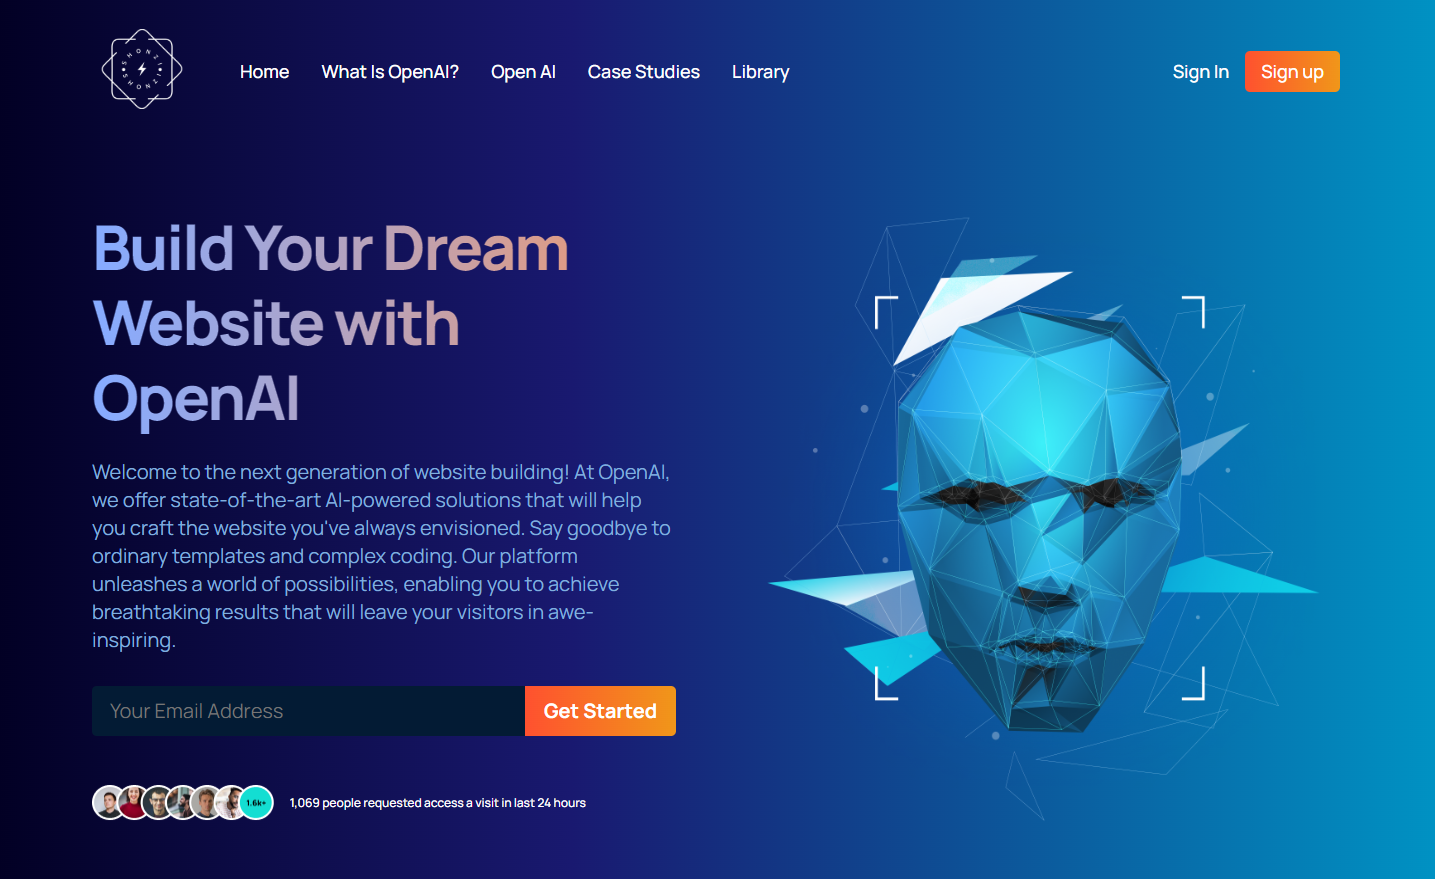 SHONZI
SHONZI
Home What Is OpenAI? Open AI Case Studies Library
Sign In Sign up
Build Your Dream
Website with
OpenAI
Welcome to the next generation of website building! At OpenAI,
we offer state-of-the-art AI-powered solutions that will help
you craft the website you've always envisioned. Say goodbye to
ordinary templates and complex coding. Our platform
unleashes a world of possibilities, enabling you to achieve
breathtaking results that will leave your visitors in awe-
inspiring.
Your Email Address Get Started
1.6k+ 1,069 people requested access a visit in last 24 hours